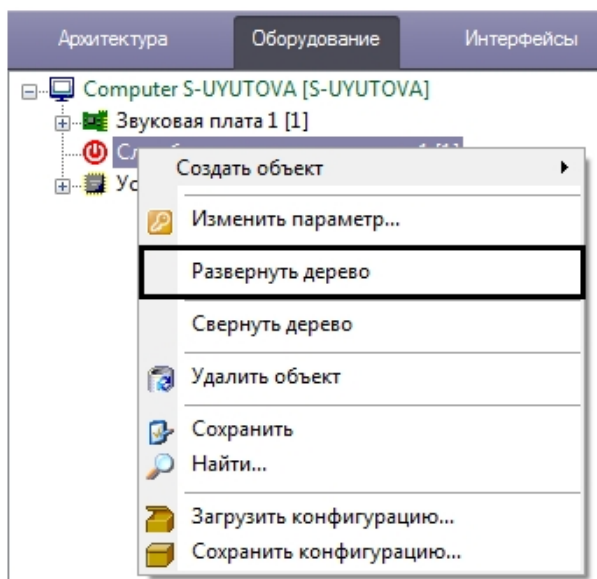 Архитектура Оборудование Интерфейсы
Computer S-UYUTOVA [S-UYUTOVA]
Звуковая плата 1 [1]
Создать объект
Изменить параметр...
Развернуть дерево
Свернуть дерево
Удалить объект
Сохранить
Найти...
Загрузить конфигурацию...
Сохранить конфигурацию...